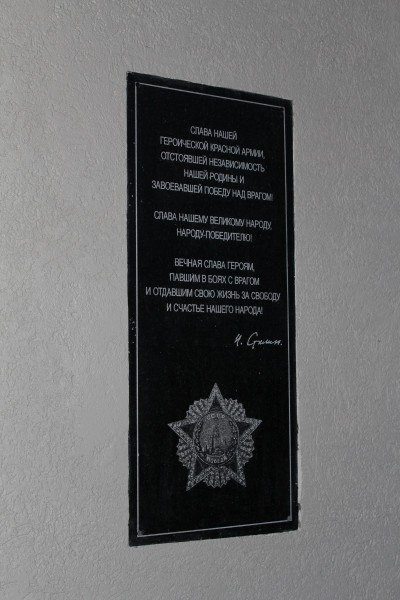 СЛАВА НАШЕЙ
ГЕРОИЧЕСКОЙ КРАСНОЙ АРМИИ,
ОТСТОЯВШЕЙ НЕЗАВИСИМОСТЬ
НАШЕЙ РОДИНЫ И
ЗАВОЕВАВШЕЙ ПОБЕДУ НАД ВРАГОМ!
СЛАВА НАШЕМУ ВЕЛИКОМУ НАРОДУ,
НАРОДУ-ПОБЕДИТЕЛЮ!
ВЕЧНАЯ СЛАВА ГЕРОЯМ,
ПАВШИМ В БОЯХ С ВРАГОМ
И ОТДАВШИМ СВОЮ ЖИЗНЬ ЗА СВОБОДУ
И СЧАСТЬЕ НАШЕГО НАРОДА!
И. Сталин.
ПОБЕДА